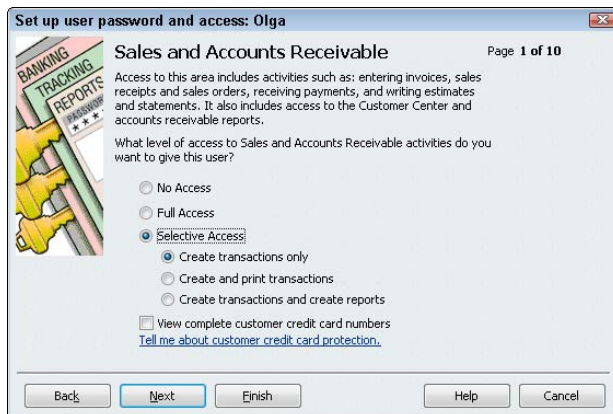 Set up user password and access: Olga
BANKING
TRACKING
REPORTS
PASSWORD
****
Sales and Accounts Receivable
Page 1 of 10
Access to this area includes activities such as: entering invoices, sales
receipts and sales orders, receiving payments, and writing estimates
and statements. It also includes access to the Customer Center and
accounts receivable reports.
What level of access to Sales and Accounts Receivable activities do you
want to give this user?
No Access
Full Access
Selective Access
Create transactions only
Create and print transactions
Create transactions and create reports
View complete customer credit card numbers
Tell me about customer credit card protection.
Back
Next
Finish
Help
Cancel